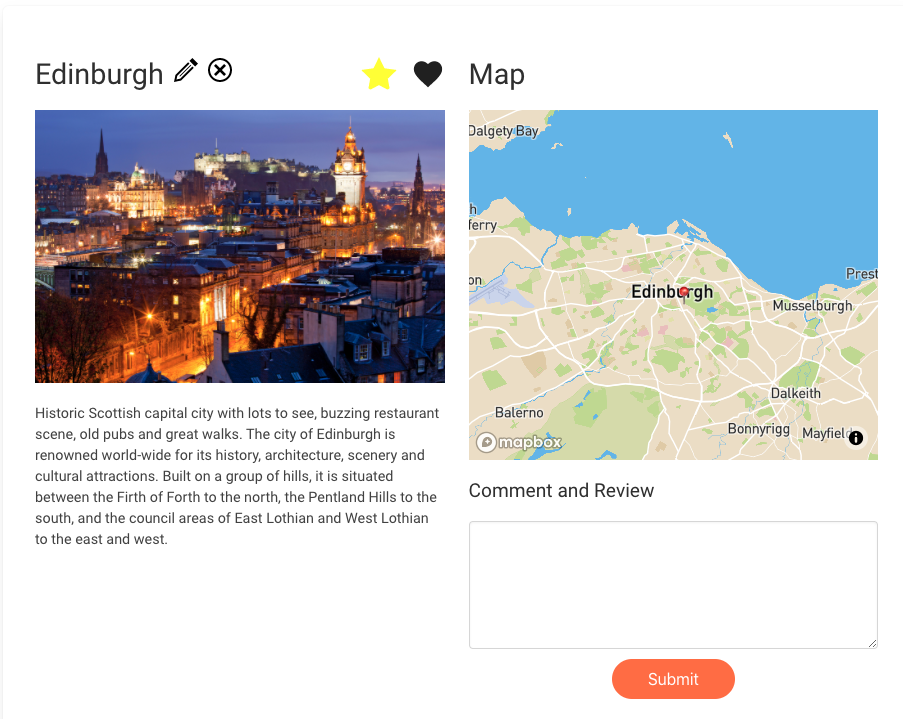 Edinburgh
Historic Scottish capital city with lots to see, buzzing restaurant
scene, old pubs and great walks. The city of Edinburgh is
renowned world-wide for its history, architecture, scenery and
cultural attractions. Built on a group of hills, it is situated
between the Firth of Forth to the north, the Pentland Hills to the
south, and the council areas of East Lothian and West Lothian
to the east and west.
Map
Dalgety Bay
h
ferry
on
Prest
Edinburgh
Musselburgh
Dalkeith
Balerno
Bonnyrigg
Mayfield
mapbox
Comment and Review
Submit